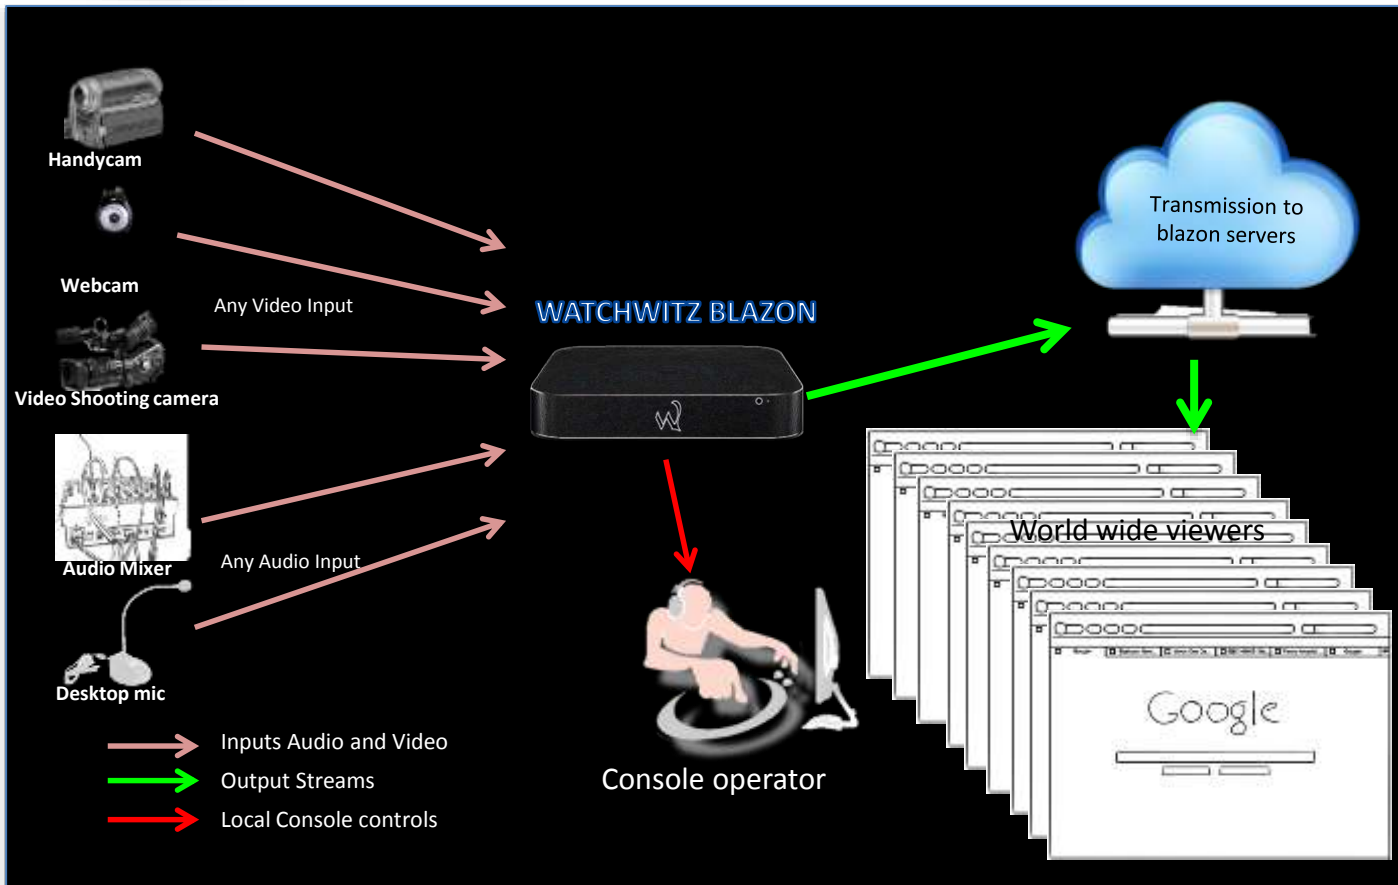 Handycam
Webcam
Any Video Input
Video Shooting camera
Audio Mixer
Any Audio Input
Desktop mic
WATCHWITZ BLAZON
Transmission to
blazon servers
World wide viewers
Google
Console operator
Inputs Audio and Video
Output Streams
Local Console controls